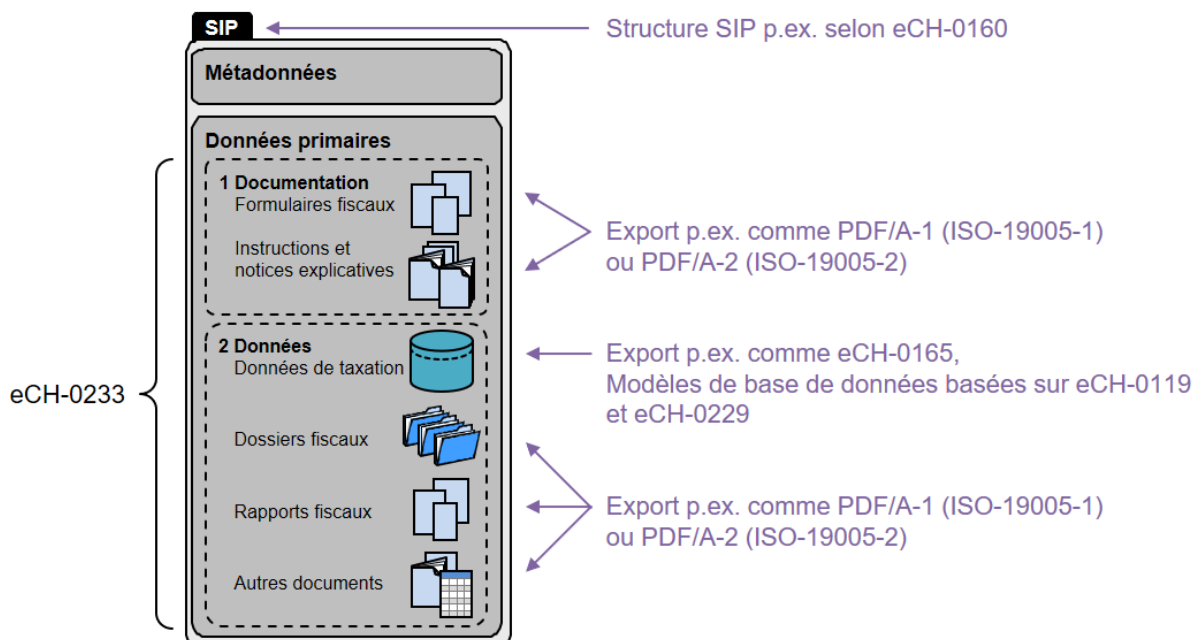 SIP
Structure SIP p.ex. selon eCH-0160
Métadonnées
Données primaires
1 Documentation
Formulaires fiscaux
Instructions et
notices explicatives
Export p.ex. comme PDF/A-1 (ISO-19005-1)
ou PDF/A-2 (ISO-19005-2)
eCH-0233
2 Données
Données de taxation
Export p.ex. comme eCH-0165,
Modèles de base de données basées sur eCH-0119
et eCH-0229
Dossiers fiscaux
Rapports fiscaux
Autres documents
Export p.ex. comme PDF/A-1 (ISO-19005-1)
ou PDF/A-2 (ISO-19005-2)